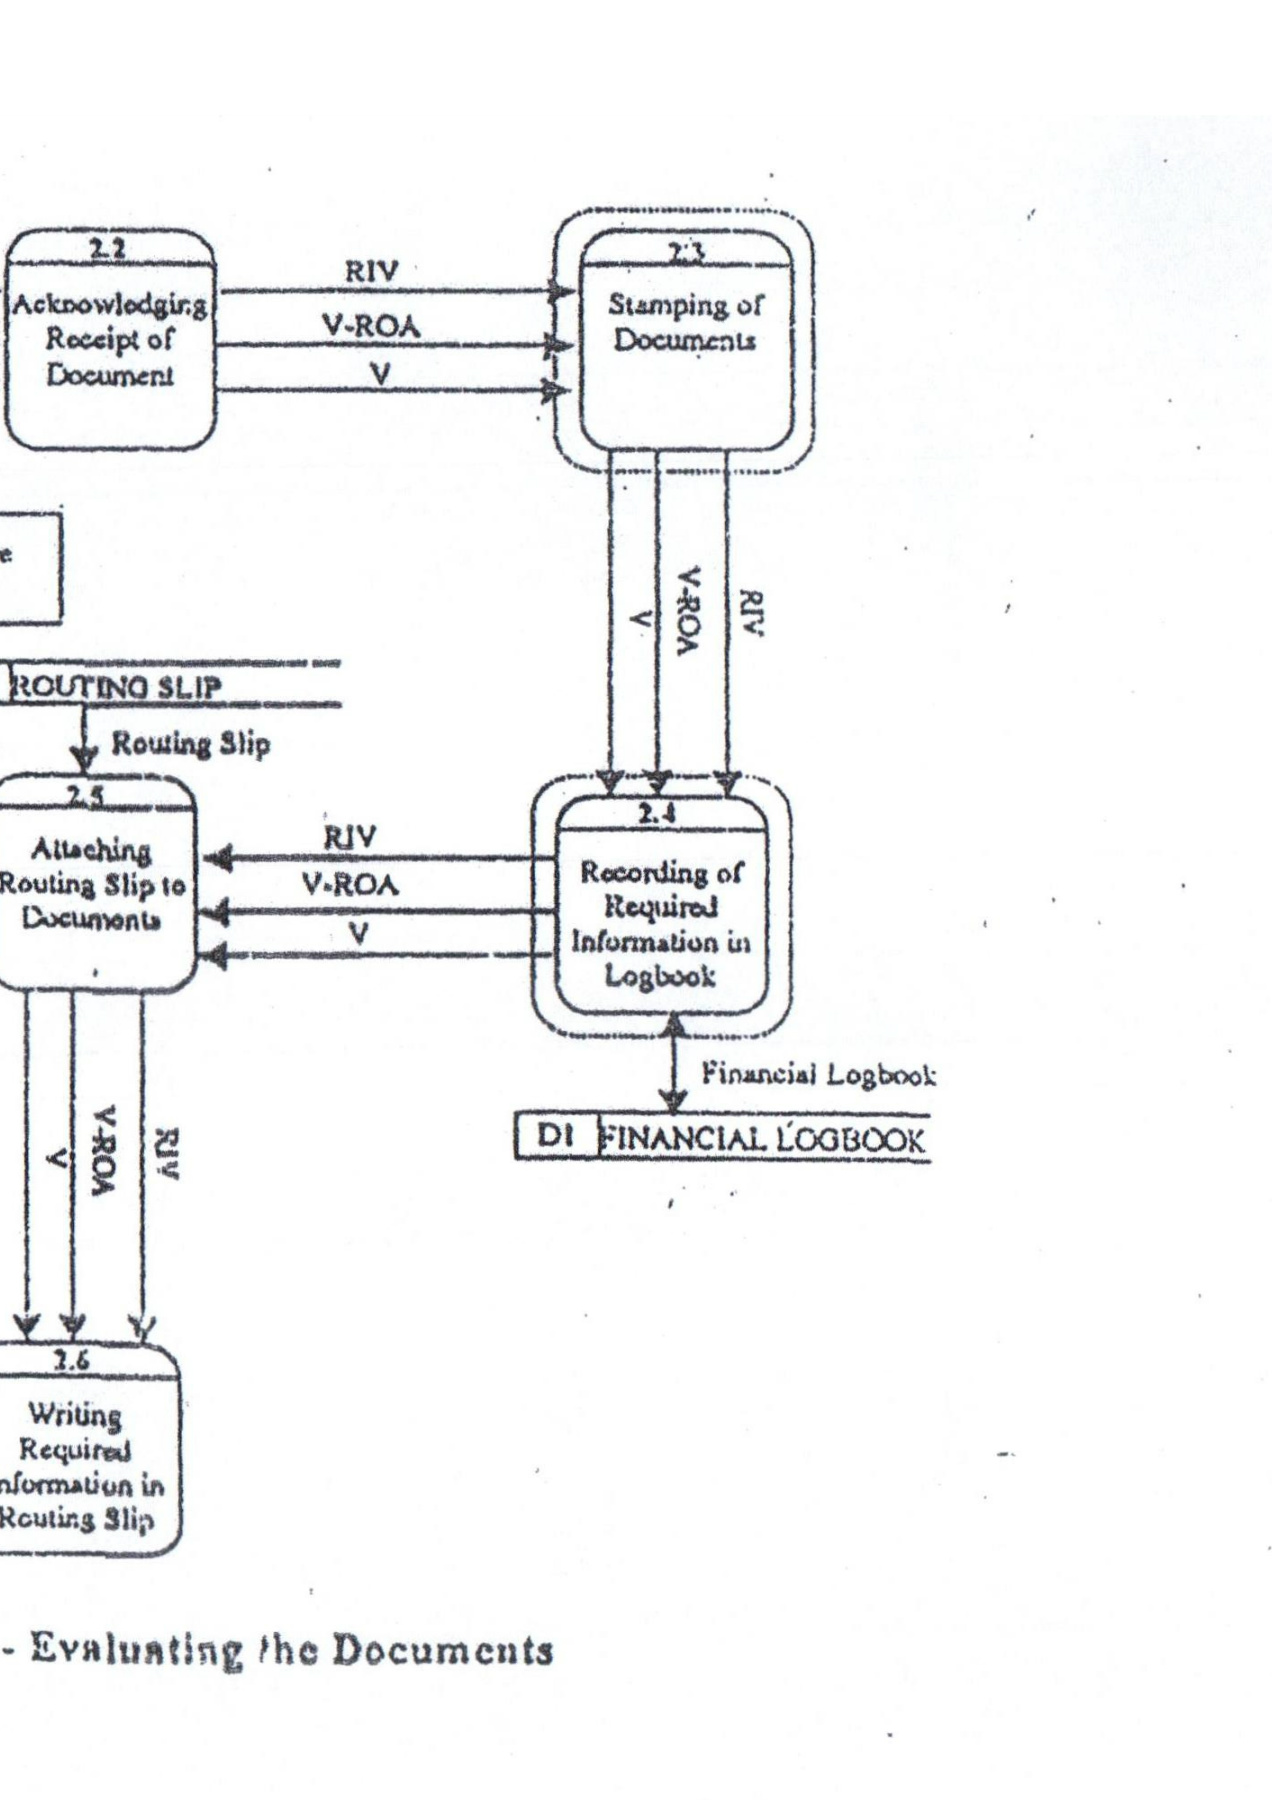 2.2
Acknowledging
Receipt of
Document
RIV
V-ROA
V
2.3
Stamping of
Documents
V
V-ROA
RIV
e
ROUTING SLIP
Routing Slip
2.5
Attaching
Routing Slip to
Documents
RIV
V-ROA
V
2.4
Recording of
Required
Information in
Logbook
Financial Logbook
D1 FINANCIAL LOGBOOK
V
V-ROA
RIV
2.6
Writing
Required
nformation in
Routing Slip
- Evaluating the Documents